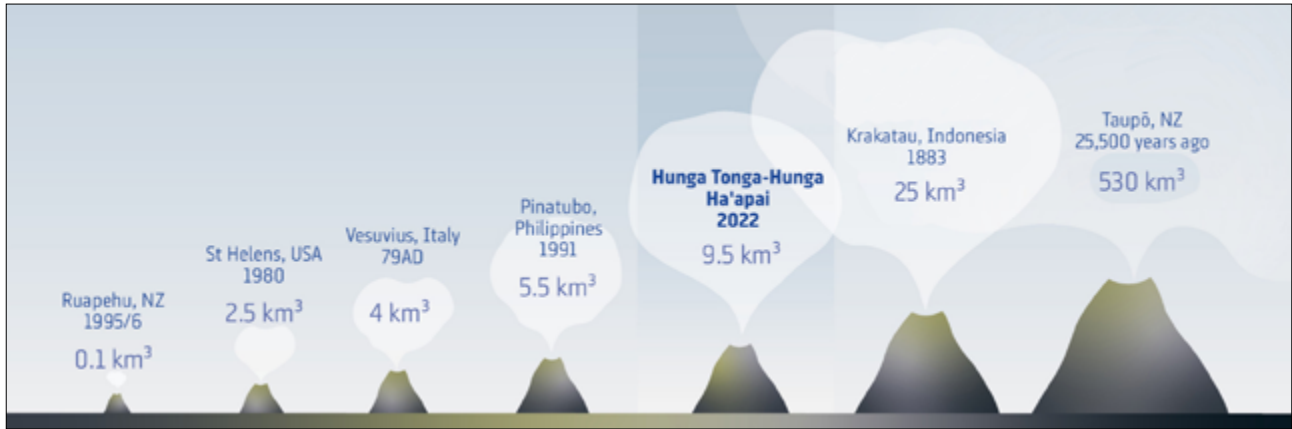 Ruapehu, NZ
1995/6
0.1 km³
St Helens, USA
1980
2.5 km³
Vesuvius, Italy
79AD
4 km³
Pinatubo,
Philippines
1991
5.5 km³
Hunga Tonga-Hunga
Ha'apai
2022
9.5 km³
Krakatau, Indonesia
1883
25 km³
Taupō, NZ
25,500 years ago
530 km³